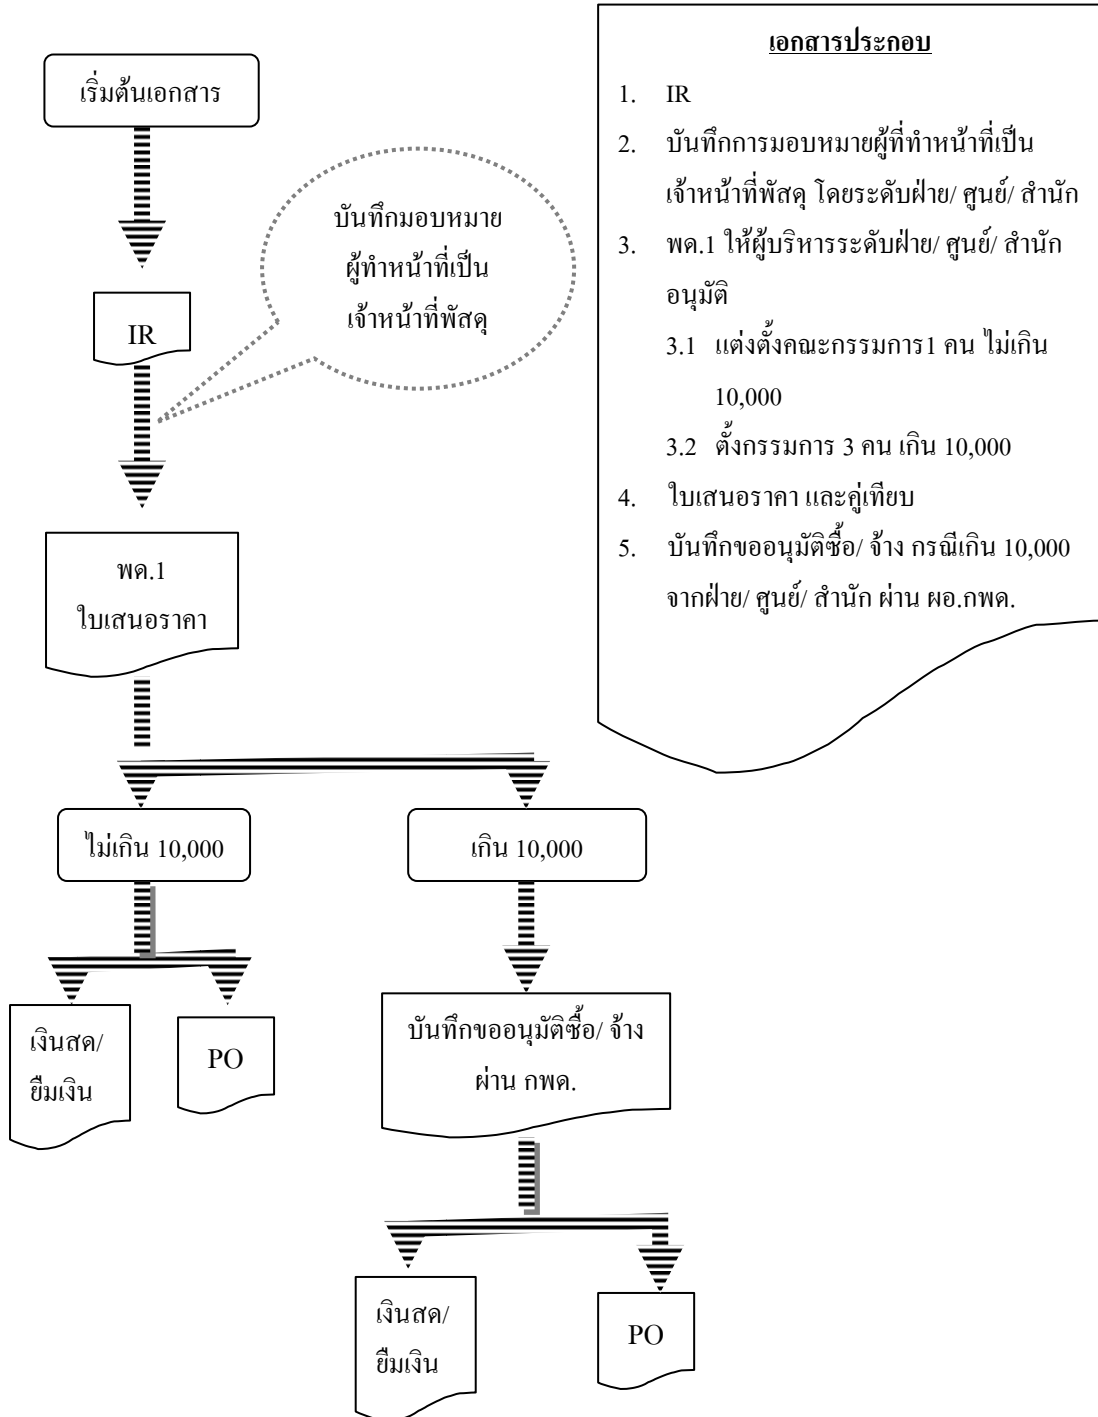 เริ่มต้นเอกสาร
บันทึกมอบหมาย
ผู้ทำหน้าที่เป็น
เจ้าหน้าที่พัสดุ
IR
พด.1
ใบเสนอราคา
ไม่เกิน 10,000
เกิน 10,000
เงินสด/
ยืมเงิน
PO
บันทึกขออนุมัติซื้อ/ จ้าง
ผ่าน กพด.
เงินสด/
ยืมเงิน
PO
เอกสารประกอบ
1. IR
2. บันทึกการมอบหมายผู้ที่ทำหน้าที่เป็น
เจ้าหน้าที่พัสดุ โดยระดับฝ่าย/ ศูนย์/ สำนัก
3. พด.1 ให้ผู้บริหารระดับฝ่าย/ ศูนย์/ สำนัก
อนุมัติ
3.1 แต่งตั้งคณะกรรมการ1 คน ไม่เกิน
10,000
3.2 ตั้งกรรมการ 3 คน เกิน 10,000
4. ใบเสนอราคา และคู่เทียบ
5. บันทึกขออนุมัติซื้อ/ จ้าง กรณีเกิน 10,000
จากฝ่าย/ ศูนย์/ สำนัก ผ่าน ผอ.กพด.